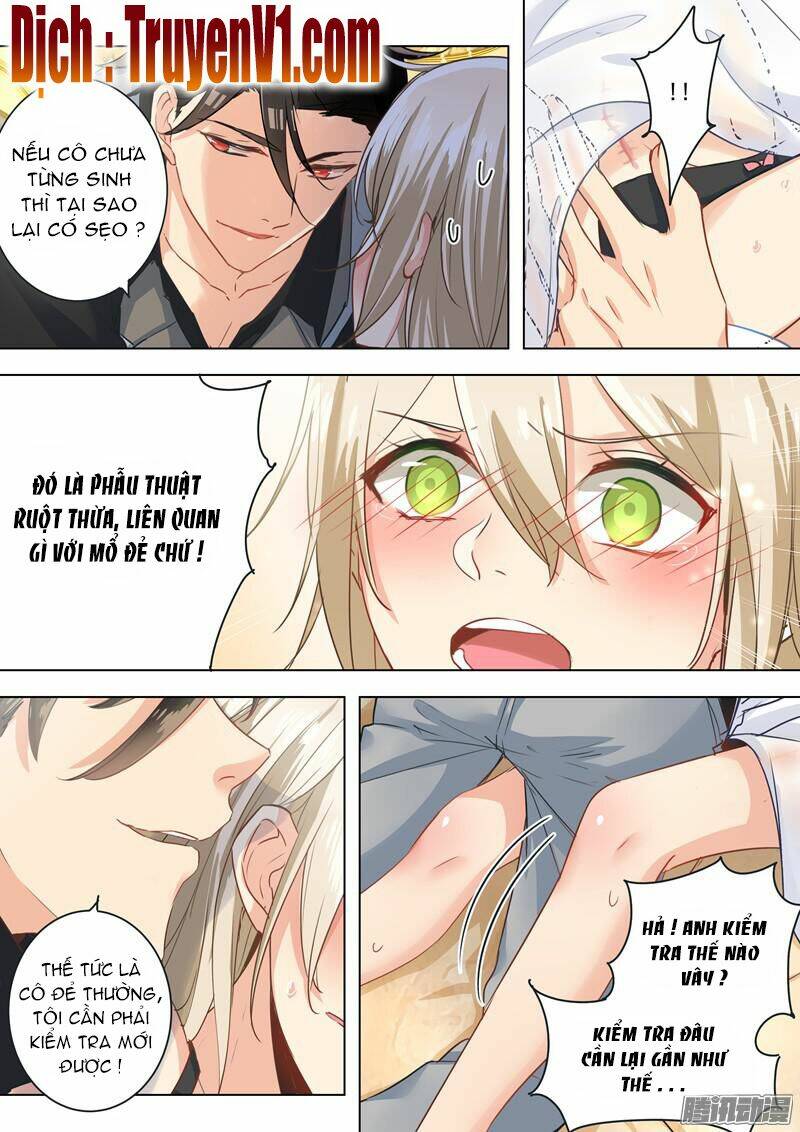 Dịch : TruyenV1.com
NẾU CÔ CHƯA
TỪNG SINH
THÌ TẠI SAO
LẠI CÓ SẸO ?
!!
ĐÓ LÀ PHẪU THUẬT
RUỘT THỪA, LIÊN QUAN
GÌ VỚI MỔ ĐẺ CHỨ !
THẾ TỨC LÀ
CÔ ĐẺ THƯỜNG,
TÔI CẦN PHẢI
KIỂM TRA MỚI
ĐƯỢC !
HẢ ! ANH KIỂM
TRA THẾ NÀO
VẬY ?
KIỂM TRA ĐÂU
CẦN LẠI GẦN NHƯ
THẾ . . .
腾讯动漫